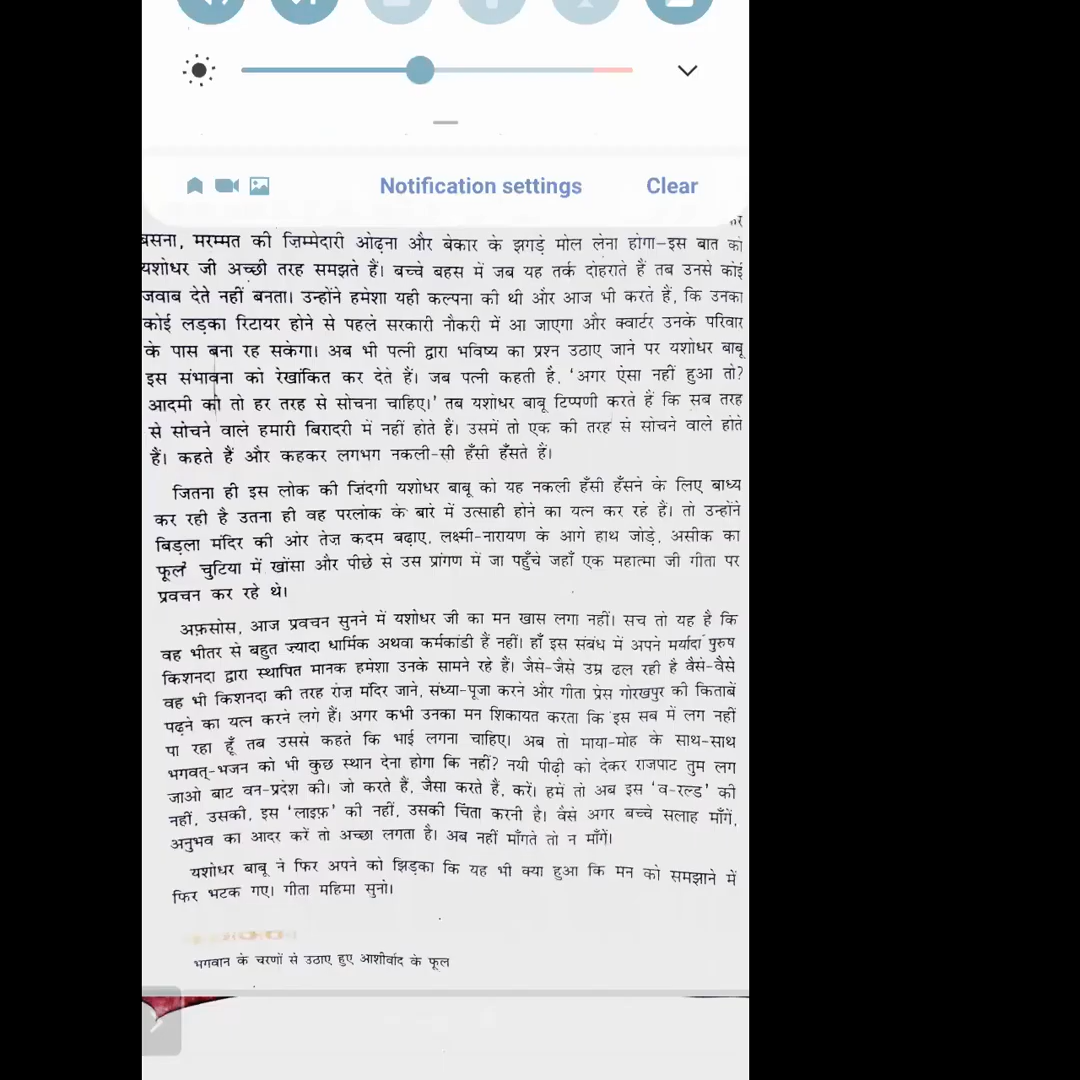 Notification settings Clear
बसना, मरम्मत की ज़िम्मेदारी ओढ़ना और बेकार के झगड़े मोल लेना होगा–इस बात को
यशोधर जी अच्छी तरह समझते हैं। बच्चे बहस में जब यह तर्क दोहराते हैं तब उनसे कोई
जवाब देते नहीं बनता। उन्होंने हमेशा यही कल्पना की थी और आज भी करते हैं, कि उनका
कोई लड़का रिटायर होने से पहले सरकारी नौकरी में आ जाएगा और क्वार्टर उनके परिवार
के पास बना रह सकेगा। अब भी पत्नी द्वारा भविष्य का प्रश्न उठाए जाने पर यशोधर बाबू
इस संभावना को रेखांकित कर देते हैं। जब पत्नी कहती है, ‘अगर ऐसा नहीं हुआ तो?
आदमी को तो हर तरह से सोचना चाहिए।’ तब यशोधर बाबू टिप्पणी करते हैं कि सब तरह
से सोचने वाले हमारी बिरादरी में नहीं होते हैं। उसमें तो एक की तरह से सोचने वाले होते
हैं। कहते हैं और कहकर लगभग नकली-सी हँसी हँसते हैं।
जितना ही इस लोक की ज़िंदगी यशोधर बाबू को यह नकली हँसी हँसने के लिए बाध्य
कर रही है उतना ही वह परलोक के बारे में उत्साही होने का यत्न कर रहे हैं। तो उन्होंने
बिड़ला मंदिर की ओर तेज़ कदम बढ़ाए, लक्ष्मी-नारायण के आगे हाथ जोड़े, असीक का
फूल चुटिया में खोंसा और पीछे से उस प्रांगण में जा पहुँचे जहाँ एक महात्मा जी गीता पर
प्रवचन कर रहे थे।
अफ़सोस, आज प्रवचन सुनने में यशोधर जी का मन खास लगा नहीं। सच तो यह है कि
वह भीतर से बहुत ज्यादा धार्मिक अथवा कर्मकांडी हैं नहीं। हाँ इस संबंध में अपने मर्यादा पुरुष
किशनदा द्वारा स्थापित मानक हमेशा उनके सामने रहे हैं। जैसे-जैसे उम्र ढल रही है वैसे-वैसे
वह भी किशनदा की तरह रोज़ मंदिर जाने, संध्या-पूजा करने और गीता प्रेस गोरखपुर की किताबें
पढ़ने का यत्न करने लगे हैं। अगर कभी उनका मन शिकायत करता कि इस सब में लग नहीं
पा रहा हूँ तब उससे कहते कि भाई लगना चाहिए। अब तो माया-मोह के साथ-साथ
भगवत्-भजन को भी कुछ स्थान देना होगा कि नहीं? नयी पीढ़ी को देकर राजपाट तुम लग
जाओ बाट वन-प्रदेश की। जो करते हैं, जैसा करते हैं, करें। हमें तो अब इस ‘व-रल्ड’ की
नहीं, उसकी, इस ‘लाइफ़’ की नहीं, उसकी चिंता करनी है। वैसे अगर बच्चे सलाह माँगें,
अनुभव का आदर करें तो अच्छा लगता है। अब नहीं माँगते तो न माँगें।
यशोधर बाबू ने फिर अपने को झिड़का कि यह भी क्या हुआ कि मन को समझाने में
फिर भटक गए। गीता महिमा सुनो।
भगवान के चरणों से उठाए हुए आशीर्वाद के फूल